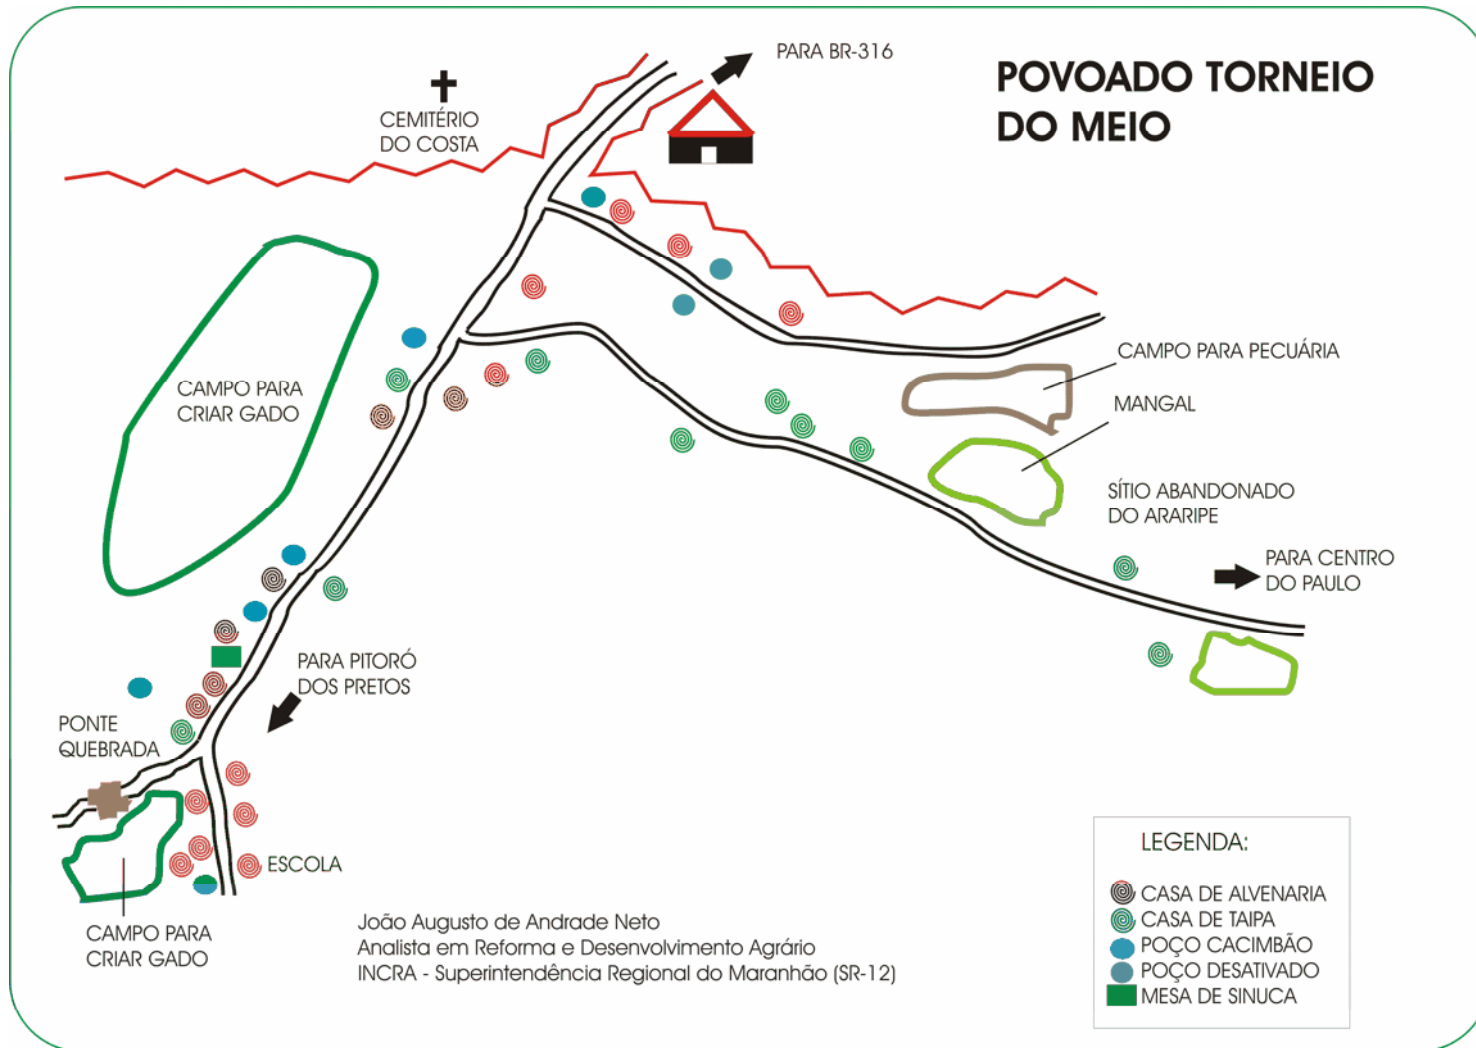 PARA BR-316
POVOADO TORNEIO
DO MEIO
CEMITÉRIO
DO COSTA
CAMPO PARA PECUÁRIA
CAMPO PARA
CRIAR GADO
MANGAL
SÍTIO ABANDONADO
DO ARARIPE
PARA CENTRO
DO PAULO
PARA PITORÓ
DOS PRETOS
PONTE
QUEBRADA
ESCOLA
CAMPO PARA
CRIAR GADO
João Augusto de Andrade Neto
Analista em Reforma e Desenvolvimento Agrário
INCRA - Superintendência Regional do Maranhão (SR-12)
LEGENDA:
CASA DE ALVENARIA
CASA DE TAIPA
POÇO CACIMBÃO
POÇO DESATIVADO
MESA DE SINUCA